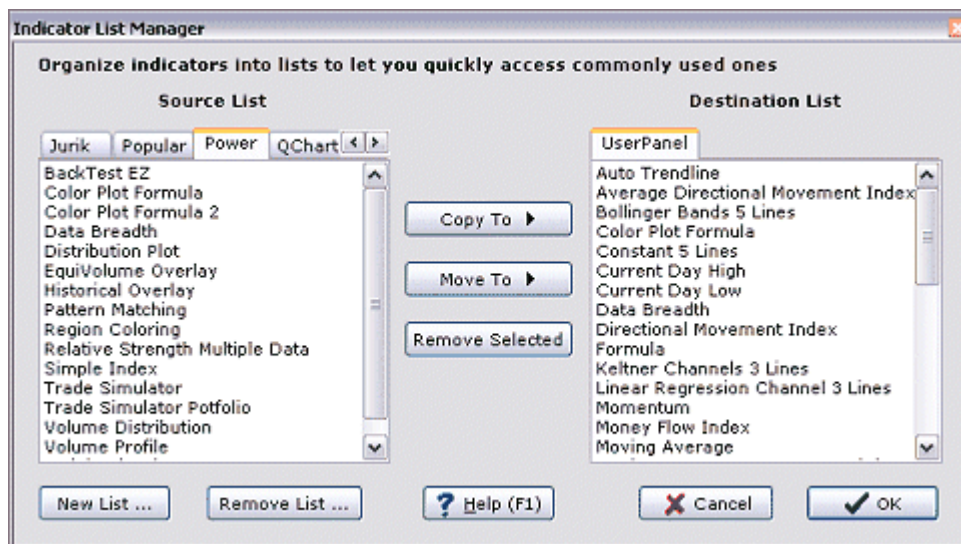 Indicator List Manager
Organize indicators into lists to let you quickly access commonly used ones
Source List
Destination List
Jurik Popular Power QChart
UserPanel
BackTest EZ
Color Plot Formula
Color Plot Formula 2
Data Breadth
Distribution Plot
EquiVolume Overlay
Historical Overlay
Pattern Matching
Region Coloring
Relative Strength Multiple Data
Simple Index
Trade Simulator
Trade Simulator Potfolio
Volume Distribution
Volume Profile
Copy To
Move To
Remove Selected
Auto Trendline
Average Directional Movement Index
Bollinger Bands 5 Lines
Color Plot Formula
Constant 5 Lines
Current Day High
Current Day Low
Data Breadth
Directional Movement Index
Formula
Keltner Channels 3 Lines
Linear Regression Channel 3 Lines
Momentum
Money Flow Index
Moving Average
New List ...
Remove List ...
? Help (F1)
Cancel
OK